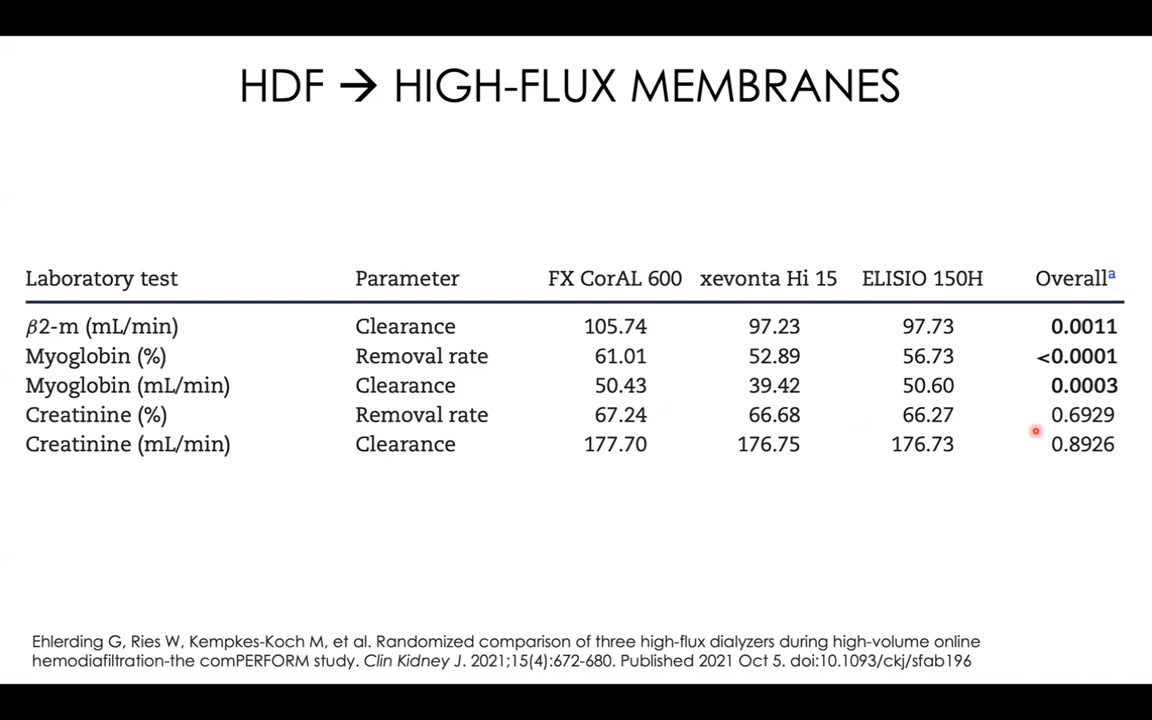 HDF → HIGH-FLUX MEMBRANES
Laboratory test Parameter FX CorAL 600 xevonta Hi 15 ELISIO 150H Overallᵃ
β2-m (mL/min) Clearance 105.74 97.23 97.73 0.0011
Myoglobin (%) Removal rate 61.01 52.89 56.73 <0.0001
Myoglobin (mL/min) Clearance 50.43 39.42 50.60 0.0003
Creatinine (%) Removal rate 67.24 66.68 66.27 0.6929
Creatinine (mL/min) Clearance 177.70 176.75 176.73 0.8926
Ehlerding G, Ries W, Kempkes-Koch M, et al. Randomized comparison of three high-flux dialyzers during high-volume online
hemodiafiltration-the comPERFORM study. Clin Kidney J. 2021;15(4):672-680. Published 2021 Oct 5. doi:10.1093/ckj/sfab196